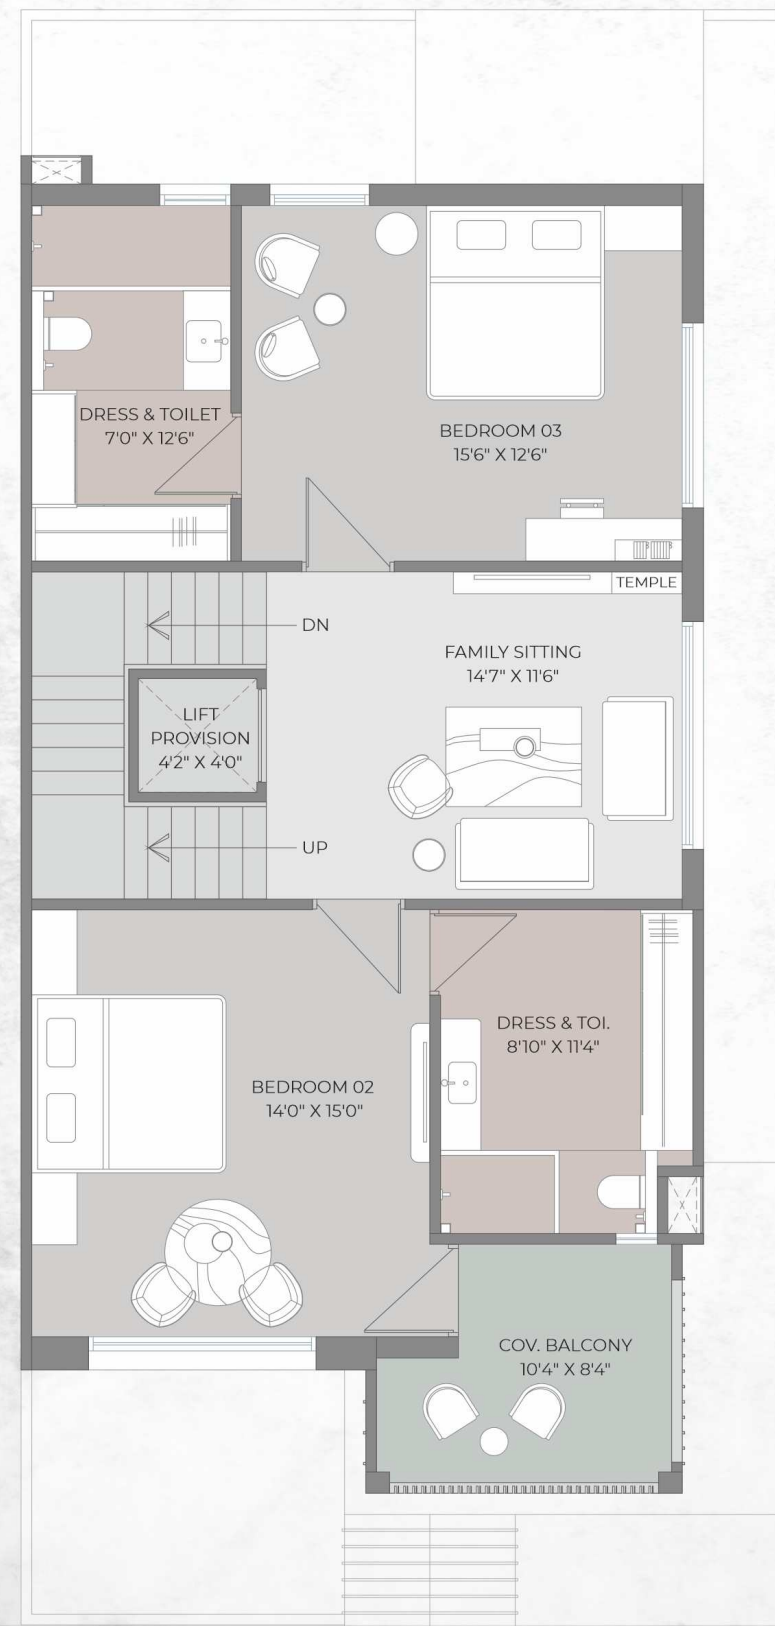 DRESS & TOILET
7'0" X 12'6"
BEDROOM 03
15'6" X 12'6"
TEMPLE
DN
FAMILY SITTING
14'7" X 11'6"
LIFT
PROVISION
4'2" X 4'0"
UP
DRESS & TOI.
8'10" X 11'4"
BEDROOM 02
14'0" X 15'0"
COV. BALCONY
10'4" X 8'4"